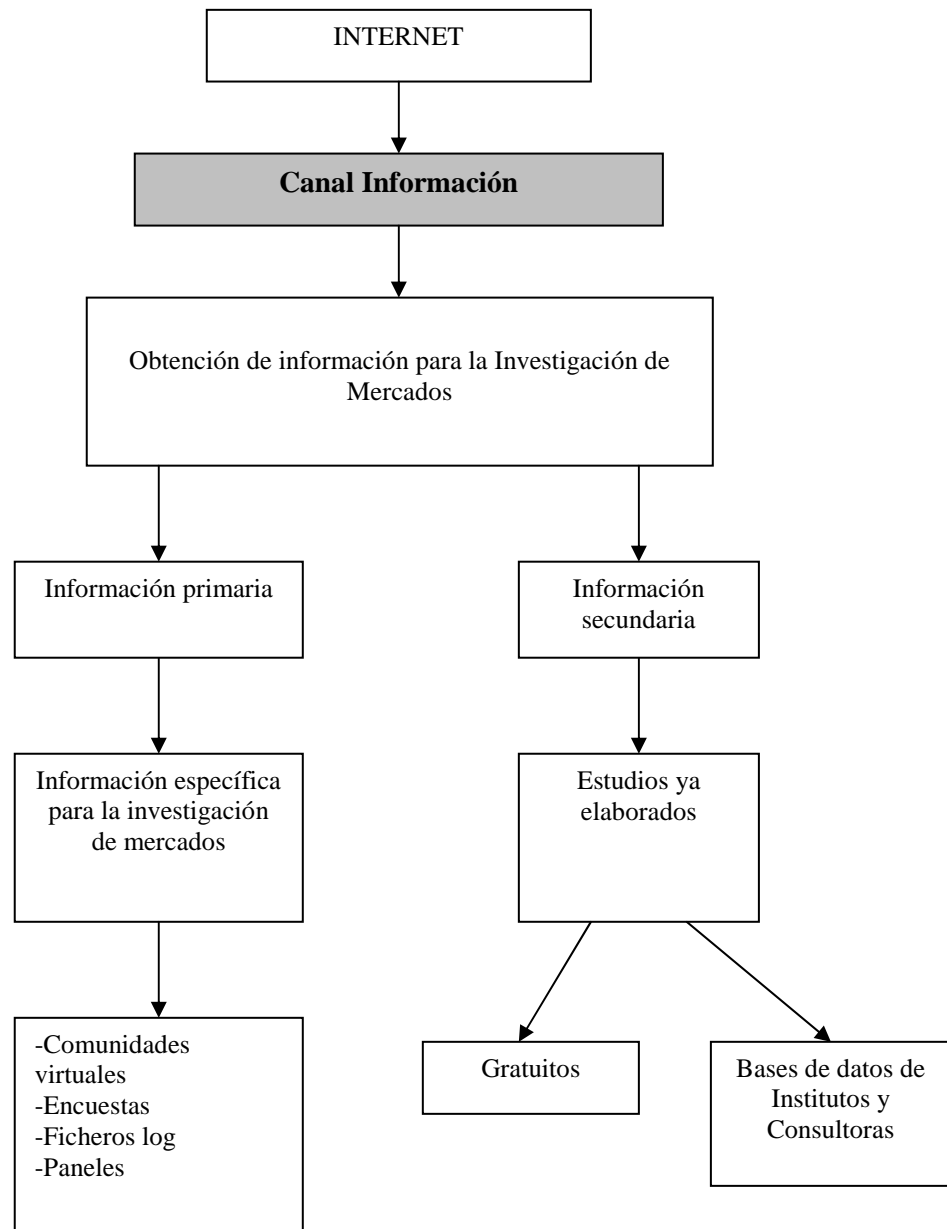 INTERNET
Canal Información
Obtención de información para la Investigación de
Mercados
Información primaria
Información
secundaria
Información específica
para la investigación
de mercados
Estudios ya
elaborados
-Comunidades
virtuales
-Encuestas
-Ficheros log
-Paneles
Gratuitos
Bases de datos de
Institutos y
Consultoras